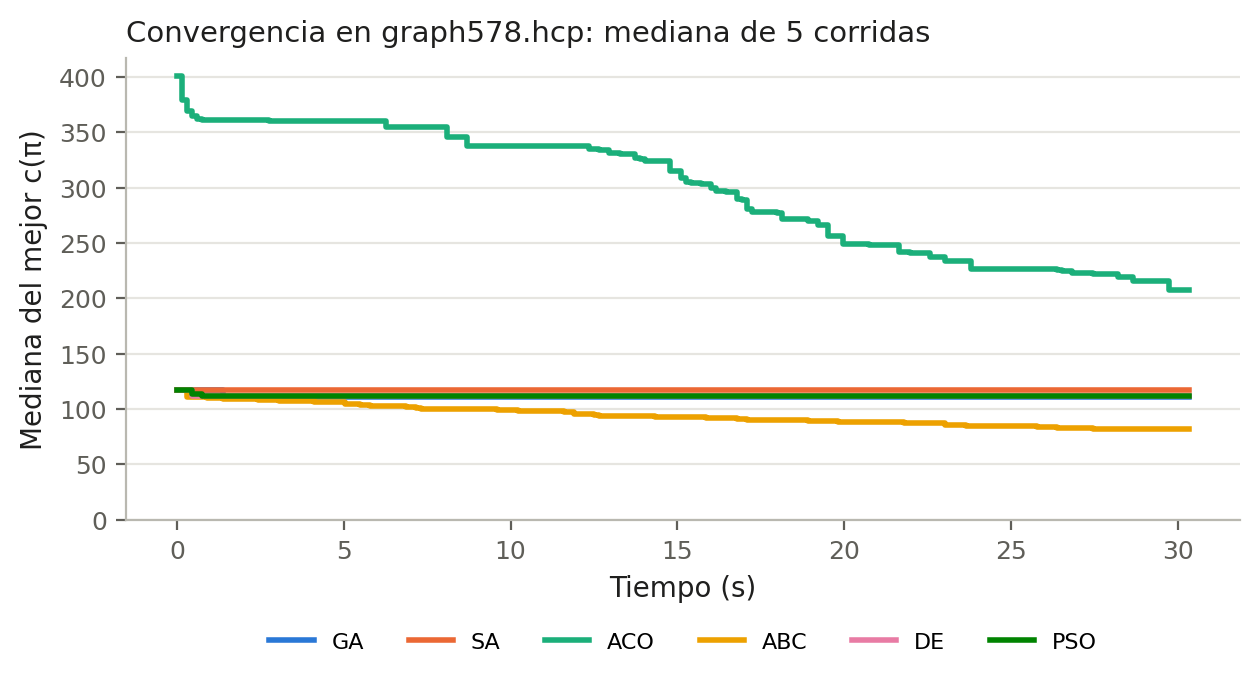 Convergencia en graph578.hcp: mediana de 5 corridas
Mediana del mejor c(π)
400
350
300
250
200
150
100
50
0
0 5 10 15 20 25 30
Tiempo (s)
GA SA ACO ABC DE PSO